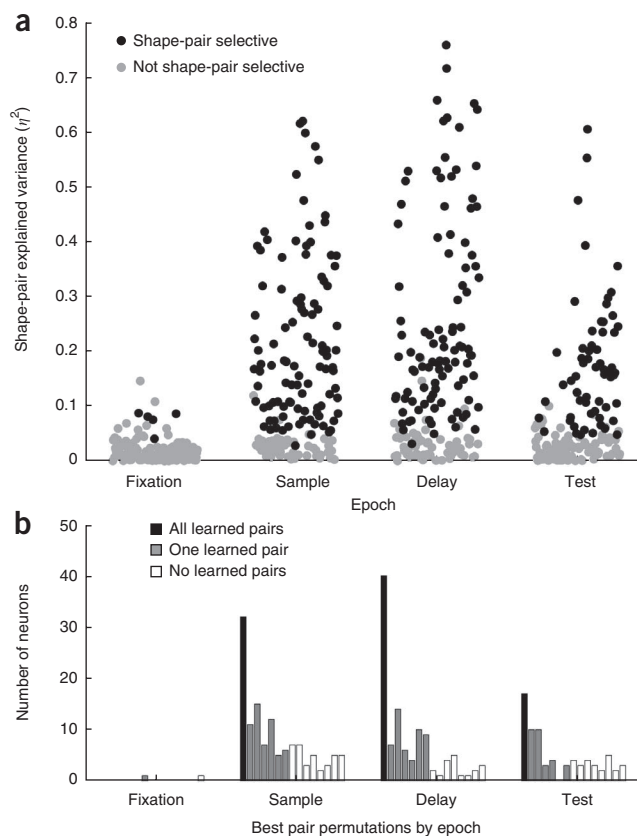 a
0.8
Shape-pair selective
Not shape-pair selective
0.7
0.6
0.5
0.4
0.3
0.2
0.1
0
Shape-pair explained variance (η²)
Fixation Sample Delay Test
Epoch
b
50
All learned pairs
One learned pair
No learned pairs
40
30
20
10
0
Number of neurons
Fixation Sample Delay Test
Best pair permutations by epoch